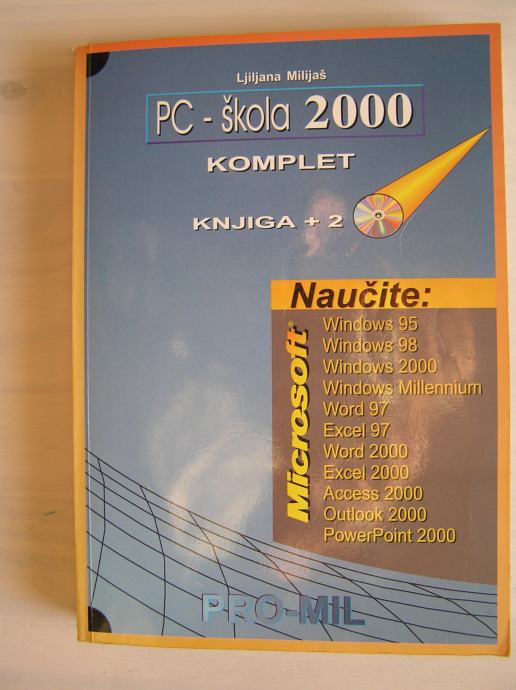 Ljiljana Milijaš
PC - škola 2000
KOMPLET
KNJIGA + 2
Naučite:
Microsoft®
Windows 95
Windows 98
Windows 2000
Windows Millennium
Word 97
Excel 97
Word 2000
Excel 2000
Access 2000
Outlook 2000
PowerPoint 2000
PRO-MIL